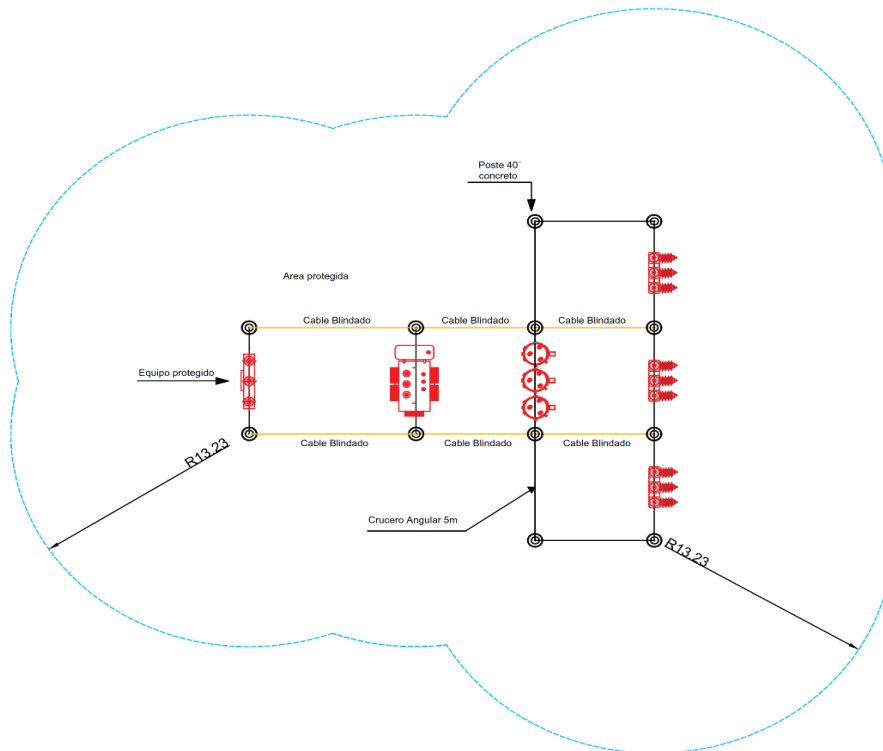 Poste 40´
concreto
Area protegida
Cable Blindado
Cable Blindado
Cable Blindado
Equipo protegido
Cable Blindado
Cable Blindado
Cable Blindado
R13,23
Crucero Angular 5m
R13,23